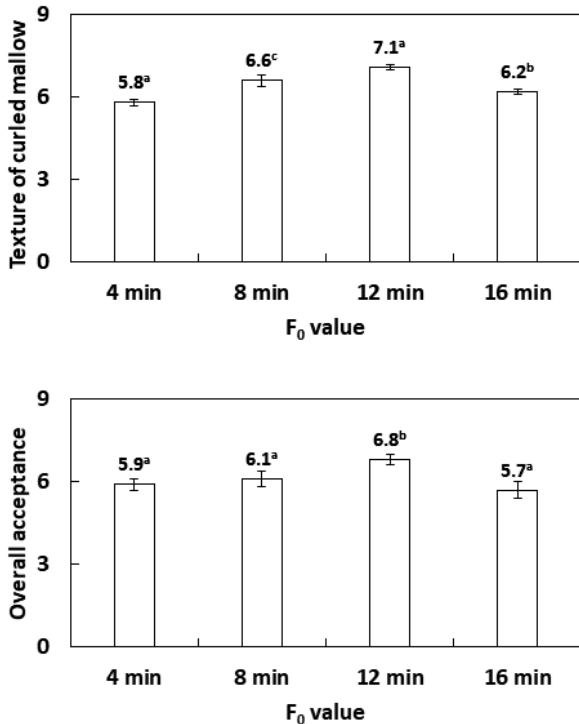 Texture of curled mallow
9
6
3
0
5.8ᵃ
6.6ᶜ
7.1ᵃ
6.2ᵇ
4 min
8 min
12 min
16 min
F₀ value
Overall acceptance
9
6
3
0
5.9ᵃ
6.1ᵃ
6.8ᵇ
5.7ᵃ
4 min
8 min
12 min
16 min
F₀ value